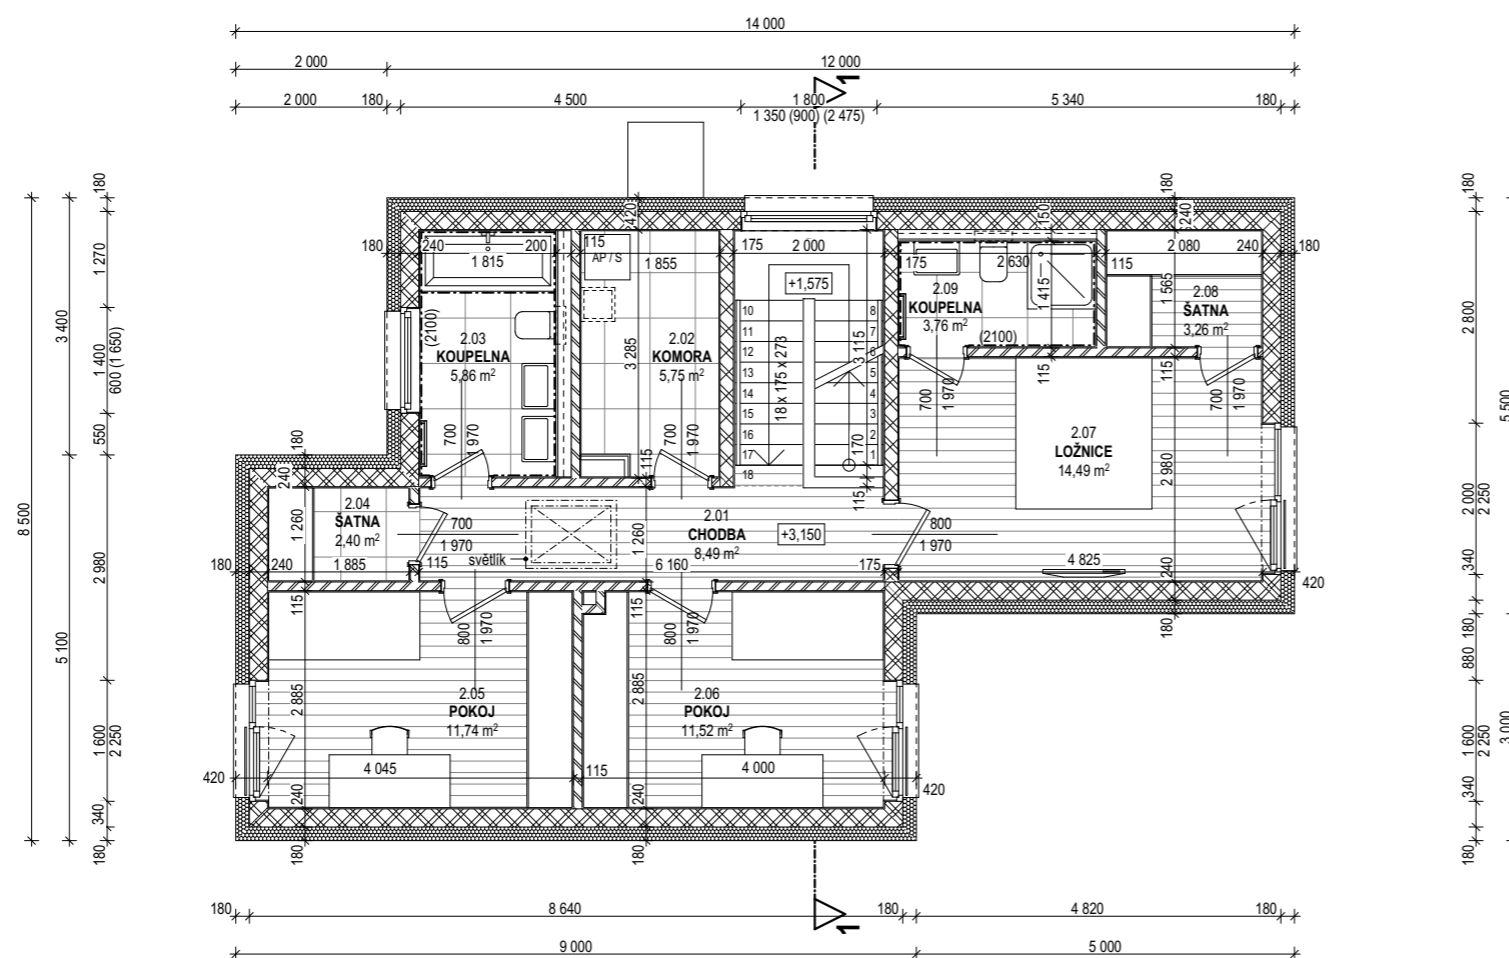 14 000
2 000 12 000
2 000 180 4 500 1 800 5 340 180
1
1 350 (900) (2 475)
180 180 180
420 150 240
180 240 200 115 175 2 000 175 2 630 2 080 240 180
1 815 AP / S 1 855 115
+1,575
1 415 1 565
2.09
KOUPELNA
3,76 m²
(2100)
2.08
ŠATNA
3,26 m²
(2100)
2.03
KOUPELNA
5,86 m²
2.02
KOMORA
5,75 m²
3 285
18 x 175 x 273
3 115
10 8
11 7
12 6
13 5
14 4
15 3
16 2
17 1
18
170
115
115 115
700
1 970
700
1 970
700
1 970
700
1 970
115
2.07
LOŽNICE
14,49 m²
2 980
180
240
2.04
ŠATNA
2,40 m²
1 260
700
1 970
světlík
1 260
2.01
CHODBA
8,49 m²
+3,150
800
1 970
180 240 1 885 115 6 160 175 4 825 240 420
115 115
800
1 970
800
1 970
180
2.05
POKOJ
11,74 m²
2 885
2.06
POKOJ
11,52 m²
2 885
420 4 045 115 4 000 420
240 240
180 180
8 500
3 400
5 100
180
1 270
1 400
600 (1 650)
550
2 980
1 600
2 250
340
180
180
2 800
2 000
2 250
340
180
880
1 600
2 250
340
180
5 500
3 000
180 8 640 180 4 820 180
1
9 000 5 000